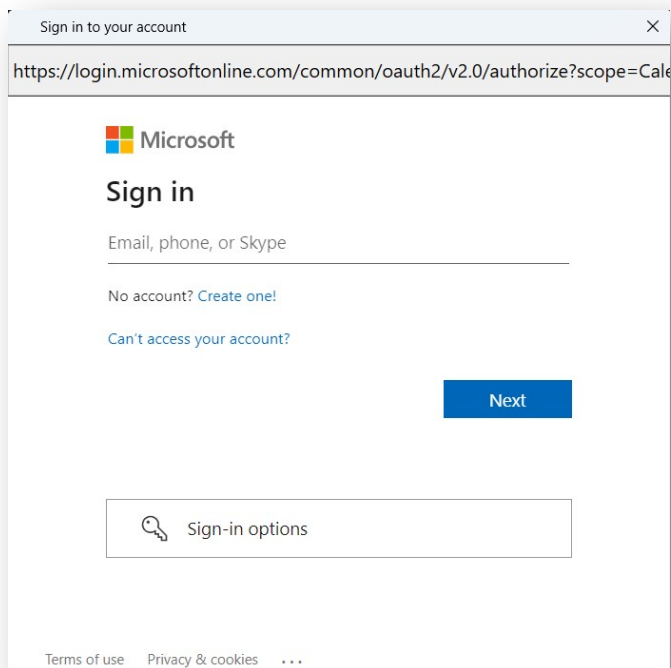 Sign in to your account
https://login.microsoftonline.com/common/oauth2/v2.0/authorize?scope=Cale
Microsoft
Sign in
Email, phone, or Skype
No account? Create one!
Can't access your account?
Next
Sign-in options
Terms of use Privacy & cookies ...